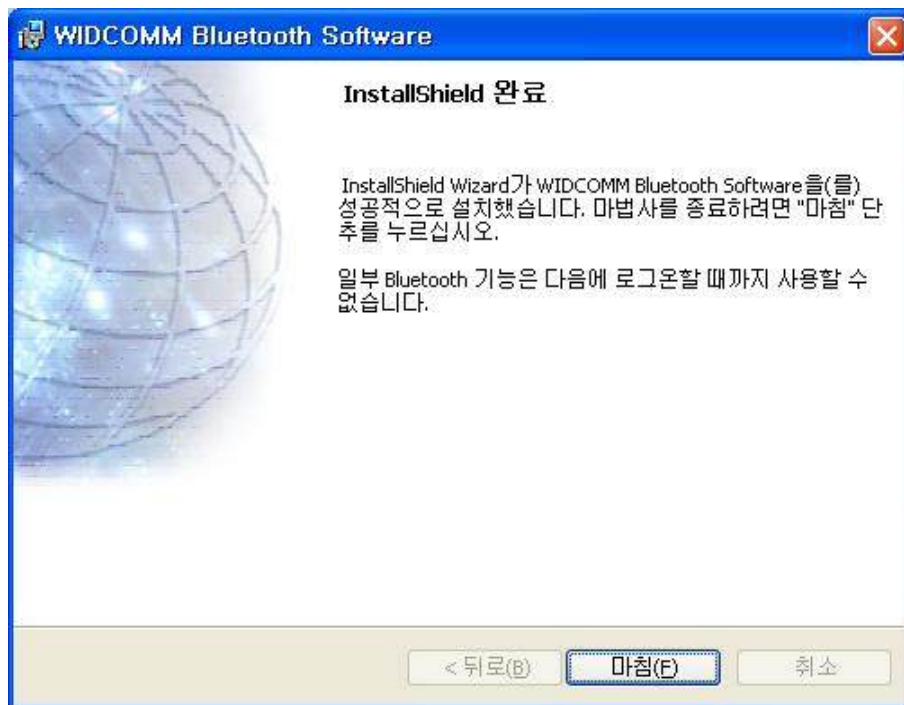 WIDCOMM Bluetooth Software
InstallShield 완료
InstallShield Wizard가 WIDCOMM Bluetooth Software을(를)
성공적으로 설치했습니다. 마법사를 종료하려면 "마침" 단
추를 누르십시오.
일부 Bluetooth 기능은 다음에 로그온할 때까지 사용할 수
없습니다.
< 뒤로(B) 마침(F) 취소